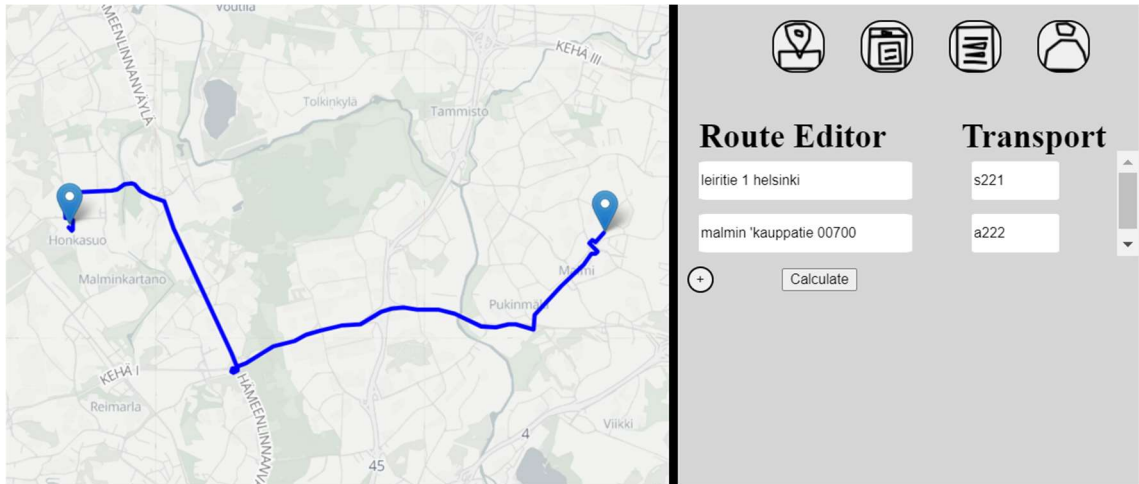 Voutila
HÄMEENLINNANVÄYLÄ
KEHÄ III
Tolkinkylä
Tammisto
Honkasuo
Malmi
Malminkartano
Pukinmäki
KEHÄ I
HÄMEENLINNANVÄ
Reimarla
Viikki
4
45
Route Editor
Transport
leiritie 1 helsinki
s221
malmin 'kauppatie 00700
a222
+
Calculate